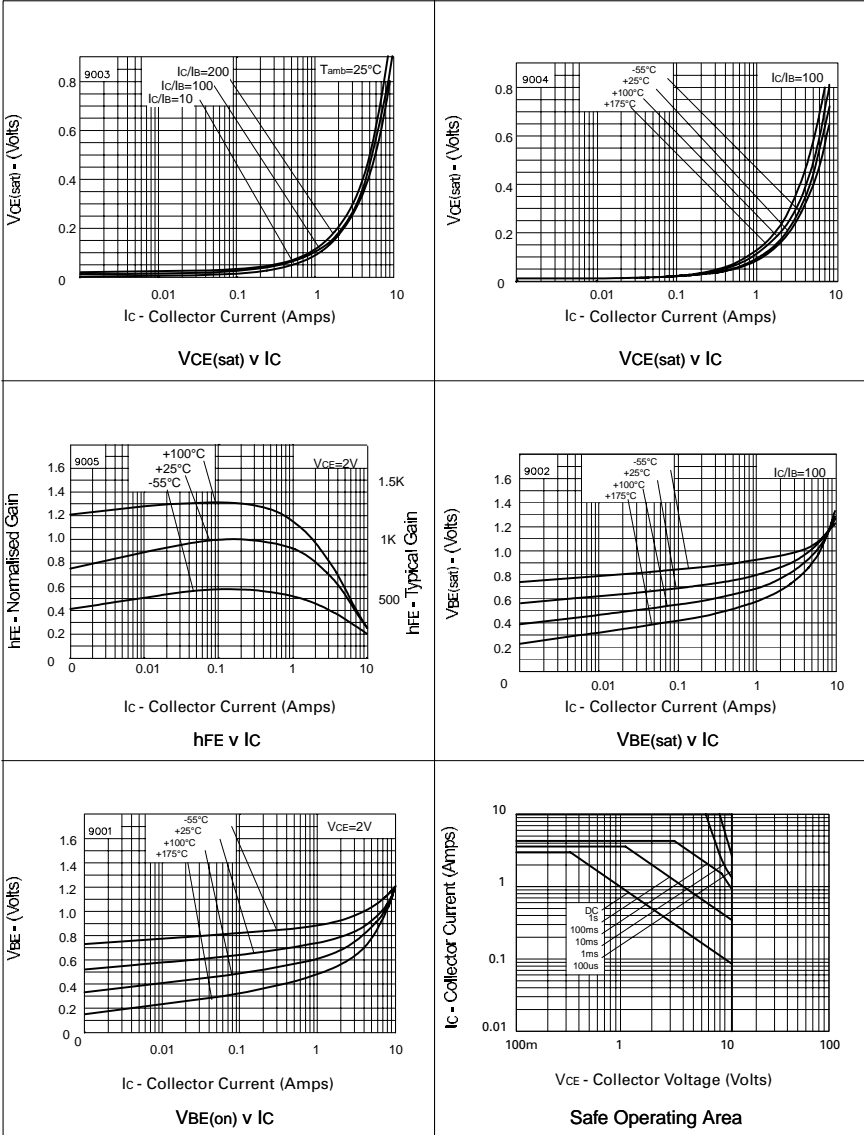 9003
IC/IB=200
IC/IB=100
IC/IB=10
Tamb=25°C
0.8
0.6
0.4
0.2
0
0.01 0.1 1 10
VCE(sat) - (Volts)
IC - Collector Current (Amps)
VCE(sat) v IC
9004
-55°C
+25°C
+100°C
+175°C
IC/IB=100
0.8
0.6
0.4
0.2
0
0.01 0.1 1 10
VCE(sat) - (Volts)
IC - Collector Current (Amps)
VCE(sat) v IC
9005
+100°C
+25°C
-55°C
VCE=2V
1.6
1.4
1.2
1.0
0.8
0.6
0.4
0.2
0
1.5K
1K
500
0 0.01 0.1 1 10
hFE - Normalised Gain
hFE - Typical Gain
IC - Collector Current (Amps)
hFE v IC
9002
-55°C
+25°C
+100°C
+175°C
IC/IB=100
1.6
1.4
1.2
1.0
0.8
0.6
0.4
0.2
0 0.01 0.1 1 10
VBE(sat) - (Volts)
IC - Collector Current (Amps)
VBE(sat) v IC
9001
-55°C
+25°C
+100°C
+175°C
VCE=2V
1.6
1.4
1.2
1.0
0.8
0.6
0.4
0.2
0
0 0.01 0.1 1 10
VBE - (Volts)
IC - Collector Current (Amps)
VBE(on) v IC
10
1
0.1
0.01
DC
1s
100ms
10ms
1ms
100us
100m 1 10 100
IC - Collector Current (Amps)
VCE - Collector Voltage (Volts)
Safe Operating Area